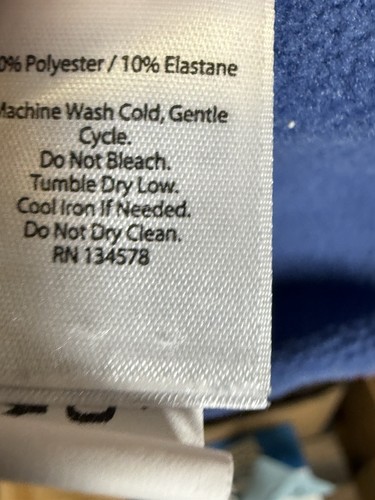 0% Polyester / 10% Elastane
Machine Wash Cold, Gentle
Cycle.
Do Not Bleach.
Tumble Dry Low.
Cool Iron If Needed.
Do Not Dry Clean.
RN 134578